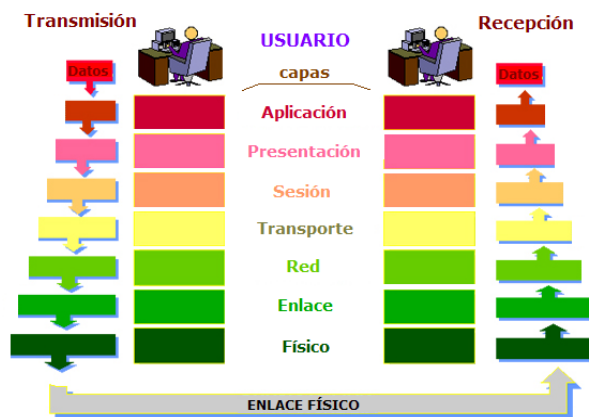 Transmisión
Recepción
USUARIO
capas
Datos
Datos
Aplicación
Presentación
Sesión
Transporte
Red
Enlace
Físico
ENLACE FÍSICO